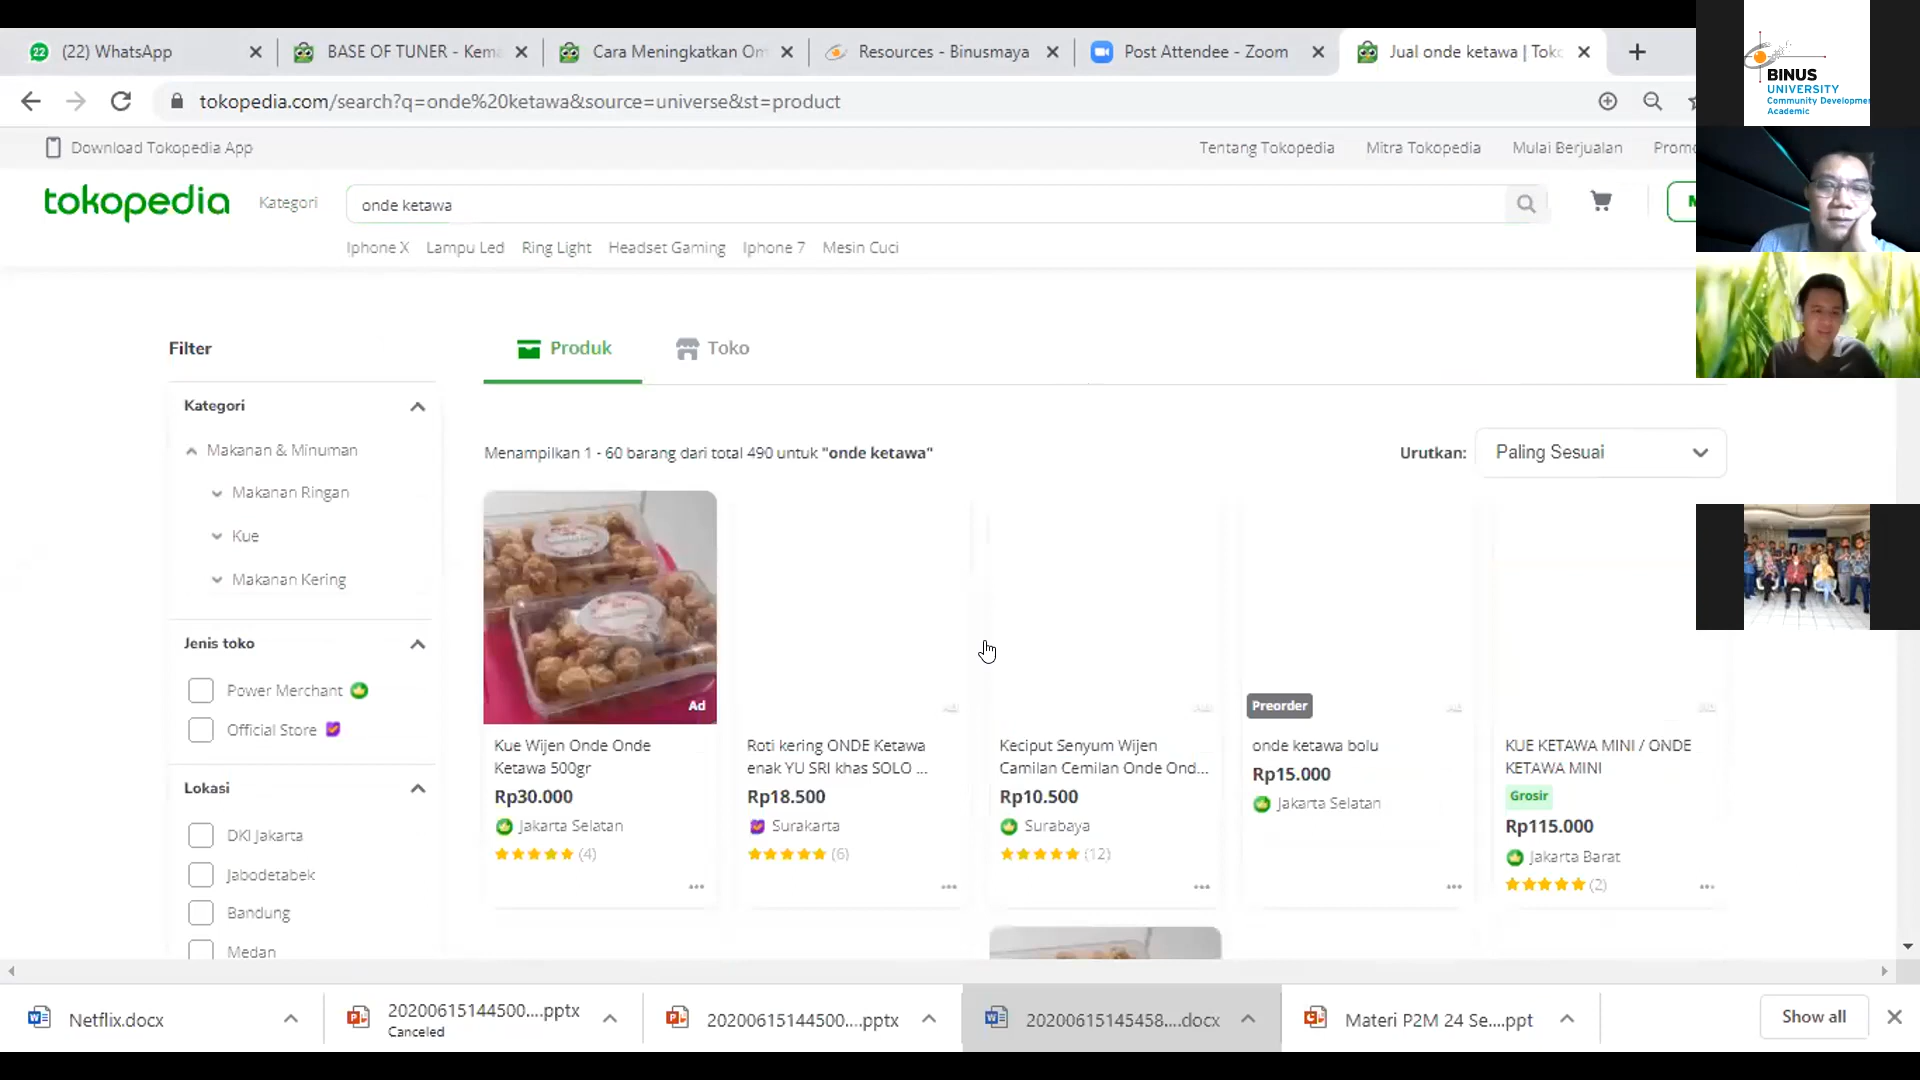 (22) WhatsApp
BASE OF TUNER - Kema
Cara Meningkatkan Om
Resources - Binusmaya
Post Attendee - Zoom
Jual onde ketawa | Toko
tokopedia.com/search?q=onde%20ketawa&source=universe&st=product
BINUS
UNIVERSITY
Community Developme
Academic
Download Tokopedia App
Tentang Tokopedia
Mitra Tokopedia
Mulai Berjualan
Promo
tokopedia
Kategori
onde ketawa
M
Iphone X
Lampu Led
Ring Light
Headset Gaming
Iphone 7
Mesin Cuci
Filter
Produk
Toko
Kategori
Makanan & Minuman
Makanan Ringan
Kue
Makanan Kering
Menampilkan 1 - 60 barang dari total 490 untuk "onde ketawa"
Urutkan:
Paling Sesuai
Jenis toko
Power Merchant
Official Store
Lokasi
DKI Jakarta
Jabodetabek
Bandung
Medan
Ad
Kue Wijen Onde Onde
Ketawa 500gr
Rp30.000
Jakarta Selatan
(4)
Ad
Roti kering ONDE Ketawa
enak YU SRI khas SOLO ...
Rp18.500
Surakarta
(6)
Ad
Keciput Senyum Wijen
Camilan Cemilan Onde Ond...
Rp10.500
Surabaya
(12)
Preorder
Ad
onde ketawa bolu
Rp15.000
Jakarta Selatan
Ad
KUE KETAWA MINI / ONDE
KETAWA MINI
Grosir
Rp115.000
Jakarta Barat
(2)
Netflix.docx
20200615144500....pptx
Canceled
20200615144500....pptx
20200615145458....docx
Materi P2M 24 Se....ppt
Show all